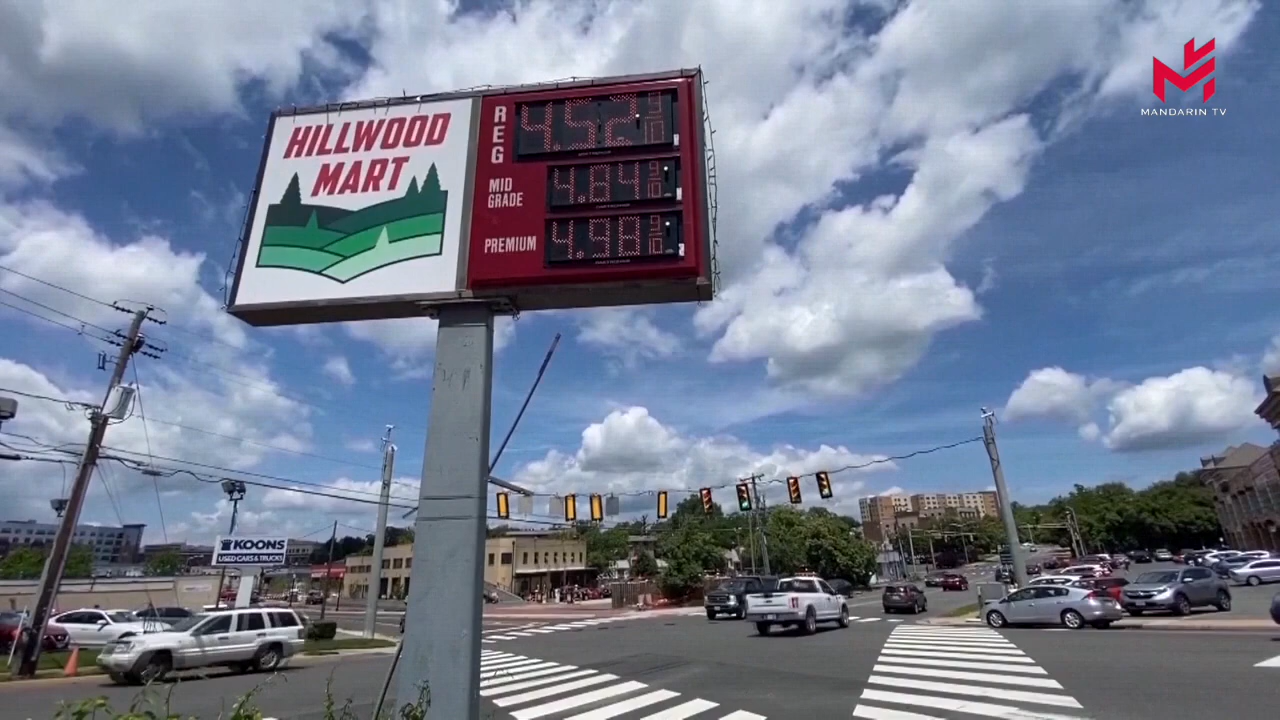 HILLWOOD
MART
REG
4.52 9/10
MID
GRADE
4.84 9/10
PREMIUM
4.98 9/10
MANDARIN TV
KOONS
USED CARS & TRUCKS